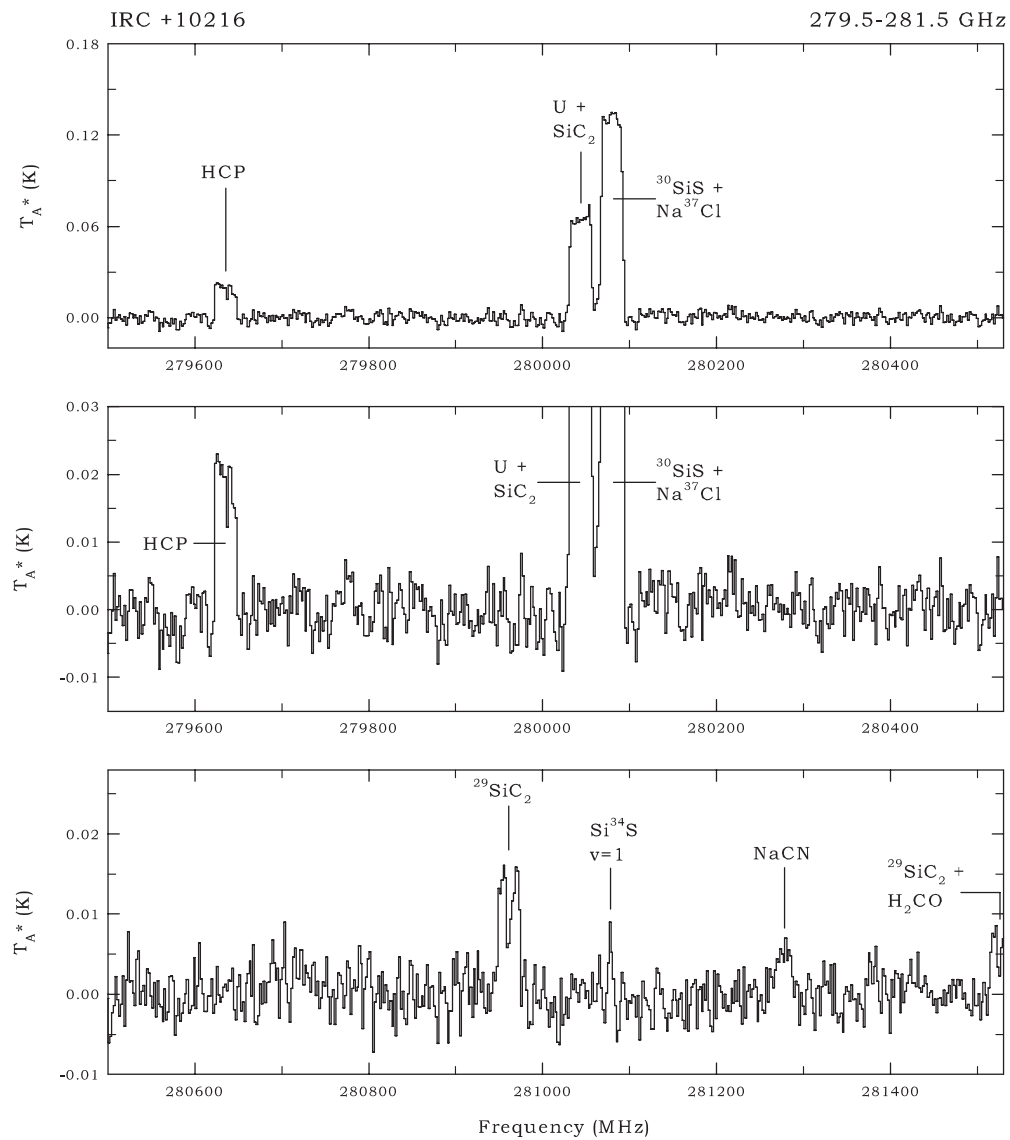 IRC +10216 279.5-281.5 GHz
0.18
0.12
0.06
0.00
T_A* (K)
HCP
U +
SiC₂
³⁰SiS +
Na³⁷Cl
279600 279800 280000 280200 280400
0.03
0.02
0.01
0.00
-0.01
T_A* (K)
HCP
U +
SiC₂
³⁰SiS +
Na³⁷Cl
279600 279800 280000 280200 280400
0.02
0.01
0.00
-0.01
T_A* (K)
²⁹SiC₂
Si³⁴S
v=1
NaCN
²⁹SiC₂ +
H₂CO
280600 280800 281000 281200 281400
Frequency (MHz)